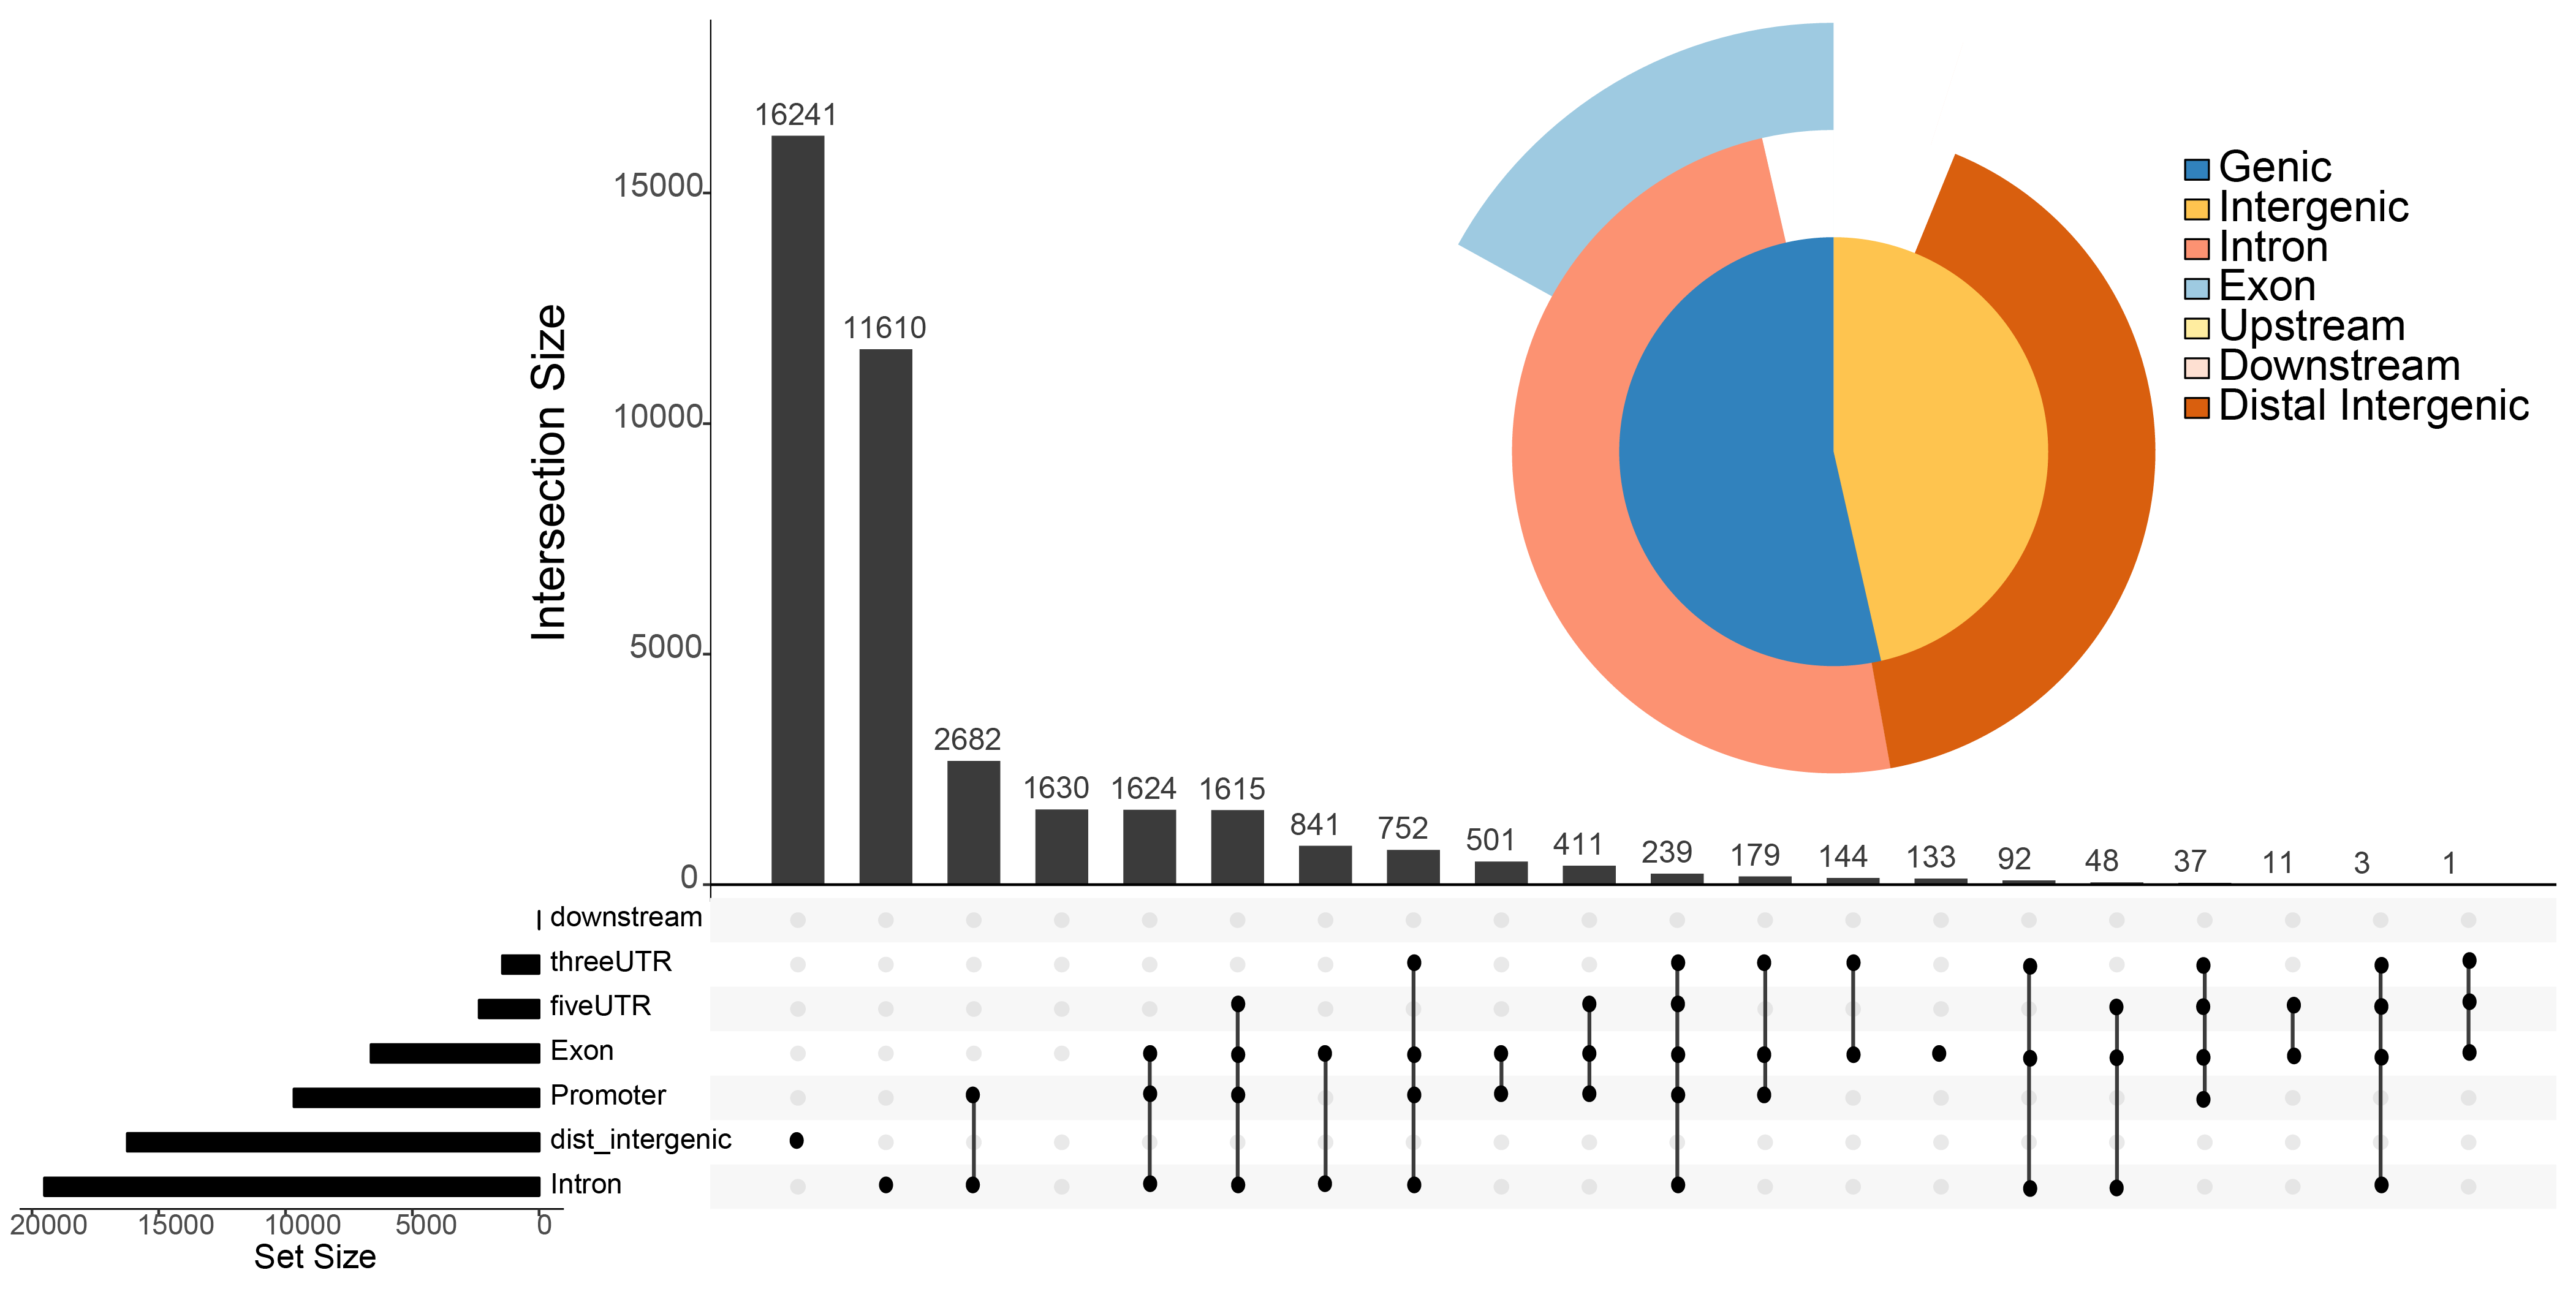 16241
11610
2682
1630
1624
1615
841
752
501
411
239
179
144
133
92
48
37
11
3
1
15000
10000
5000
0
Intersection Size
Genic
Intergenic
Intron
Exon
Upstream
Downstream
Distal Intergenic
downstream
threeUTR
fiveUTR
Exon
Promoter
dist_intergenic
Intron
20000 15000 10000 5000 0
Set Size